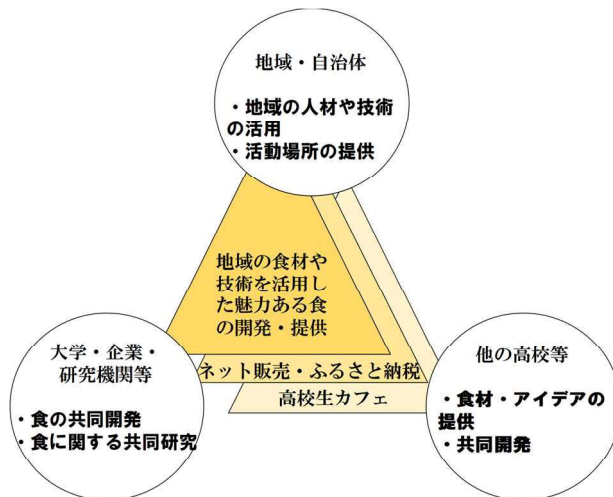 地域・自治体
・地域の人材や技術
の活用
・活動場所の提供
地域の食材や
技術を活用し
た魅力ある食
の開発・提供
ネット販売・ふるさと納税
高校生カフェ
大学・企業・
研究機関等
・食の共同開発
・食に関する共同研究
他の高校等
・食材・アイデアの
提供
・共同開発